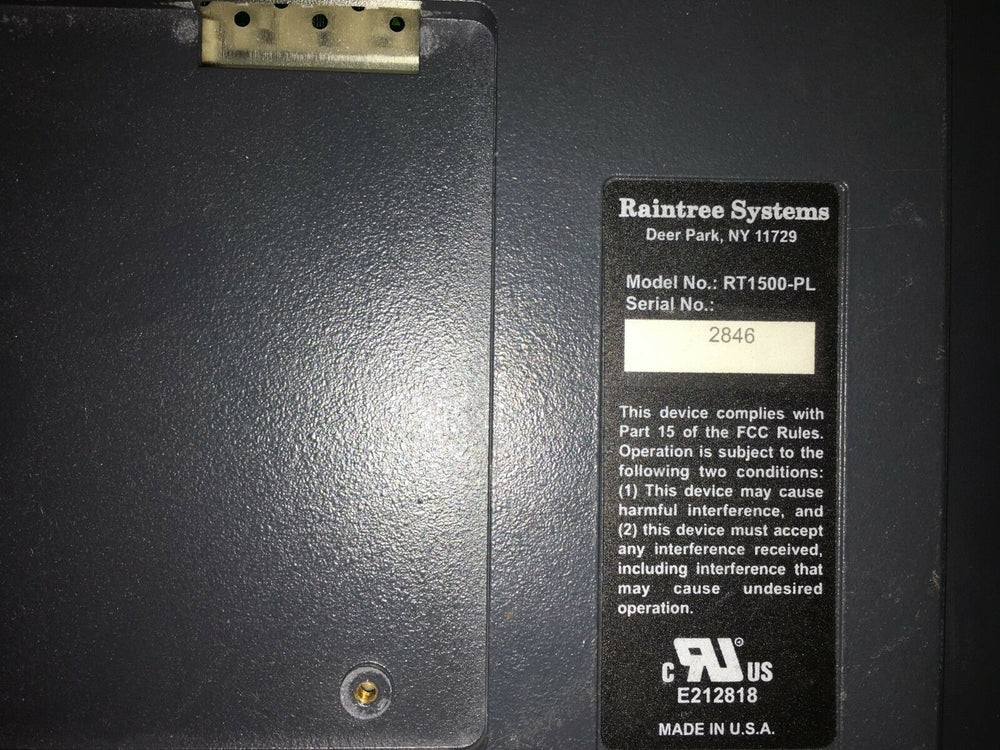 Raintree Systems
Deer Park, NY 11729
Model No.: RT1500-PL
Serial No.:
2846
This device complies with
Part 15 of the FCC Rules.
Operation is subject to the
following two conditions:
(1) This device may cause
harmful interference, and
(2) this device must accept
any interference received,
including interference that
may cause undesired
operation.
C RU® US
E212818
MADE IN U.S.A.